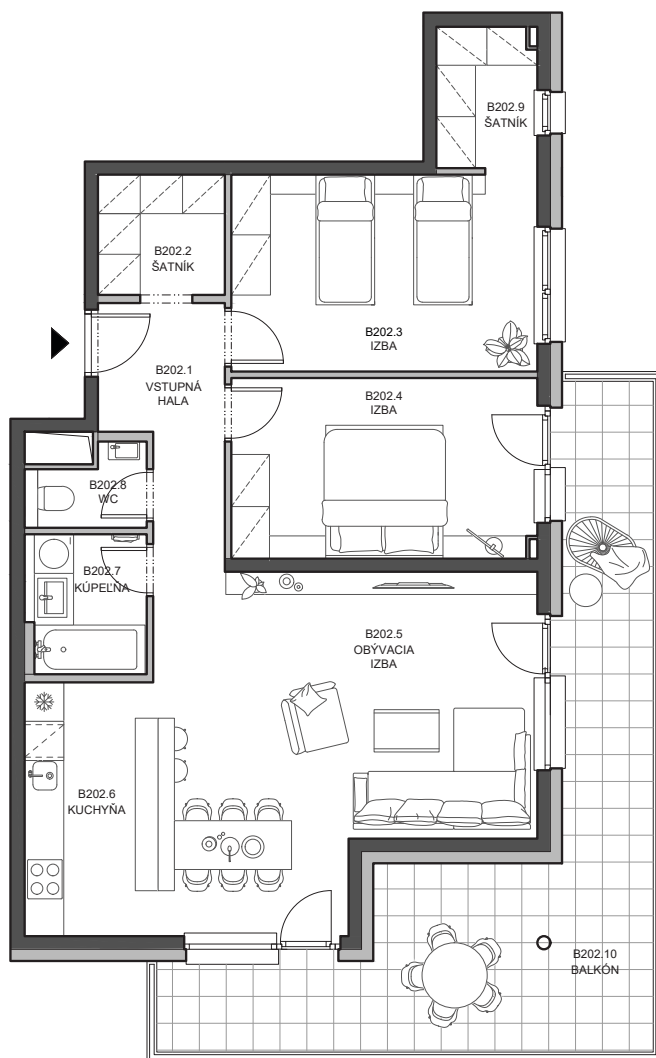 B202.9
ŠATNÍK
B202.2
ŠATNÍK
B202.3
IZBA
B202.1
VSTUPNÁ
HALA
B202.4
IZBA
B202.8
WC
B202.7
KÚPEĽŇA
B202.5
OBÝVACIA
IZBA
B202.6
KUCHYŇA
B202.10
BALKÓN